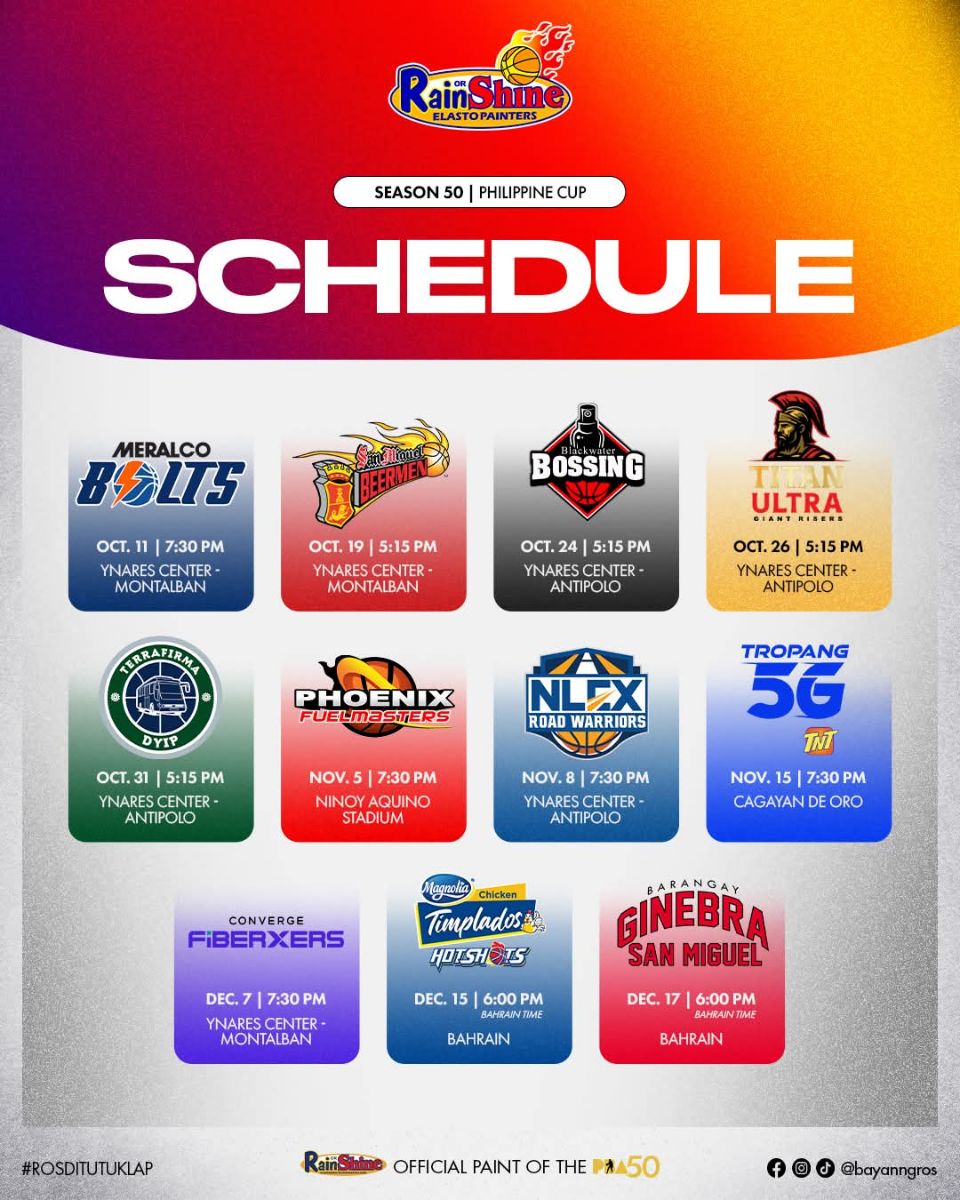 Rain OR Shine
ELASTO PAINTERS
SEASON 50 | PHILIPPINE CUP
SCHEDULE
MERALCO
BOLTS
OCT. 11 | 7:30 PM
YNARES CENTER -
MONTALBAN
San Miguel
BEERMEN
OCT. 19 | 5:15 PM
YNARES CENTER -
MONTALBAN
Blackwater
BOSSING
OCT. 24 | 5:15 PM
YNARES CENTER -
ANTIPOLO
TITAN
ULTRA
GIANT RISERS
OCT. 26 | 5:15 PM
YNARES CENTER -
ANTIPOLO
TERRAFIRMA
DYIP
OCT. 31 | 5:15 PM
YNARES CENTER -
ANTIPOLO
PHOENIX
FUELMASTERS
NOV. 5 | 7:30 PM
NINOY AQUINO
STADIUM
NLEX
ROAD WARRIORS
NOV. 8 | 7:30 PM
YNARES CENTER -
ANTIPOLO
TROPANG
5G
TNT
NOV. 15 | 7:30 PM
CAGAYAN DE ORO
CONVERGE
FiBERXERS
DEC. 7 | 7:30 PM
YNARES CENTER -
MONTALBAN
Magnolia
Chicken
Timplados
HOTSHOTS
DEC. 15 | 6:00 PM
BAHRAIN TIME
BAHRAIN
BARANGAY
GINEBRA
SAN MIGUEL
DEC. 17 | 6:00 PM
BAHRAIN TIME
BAHRAIN
#ROSDITUTUKLAP
Rain OR Shine OFFICIAL PAINT OF THE PBA50
@bayanngros